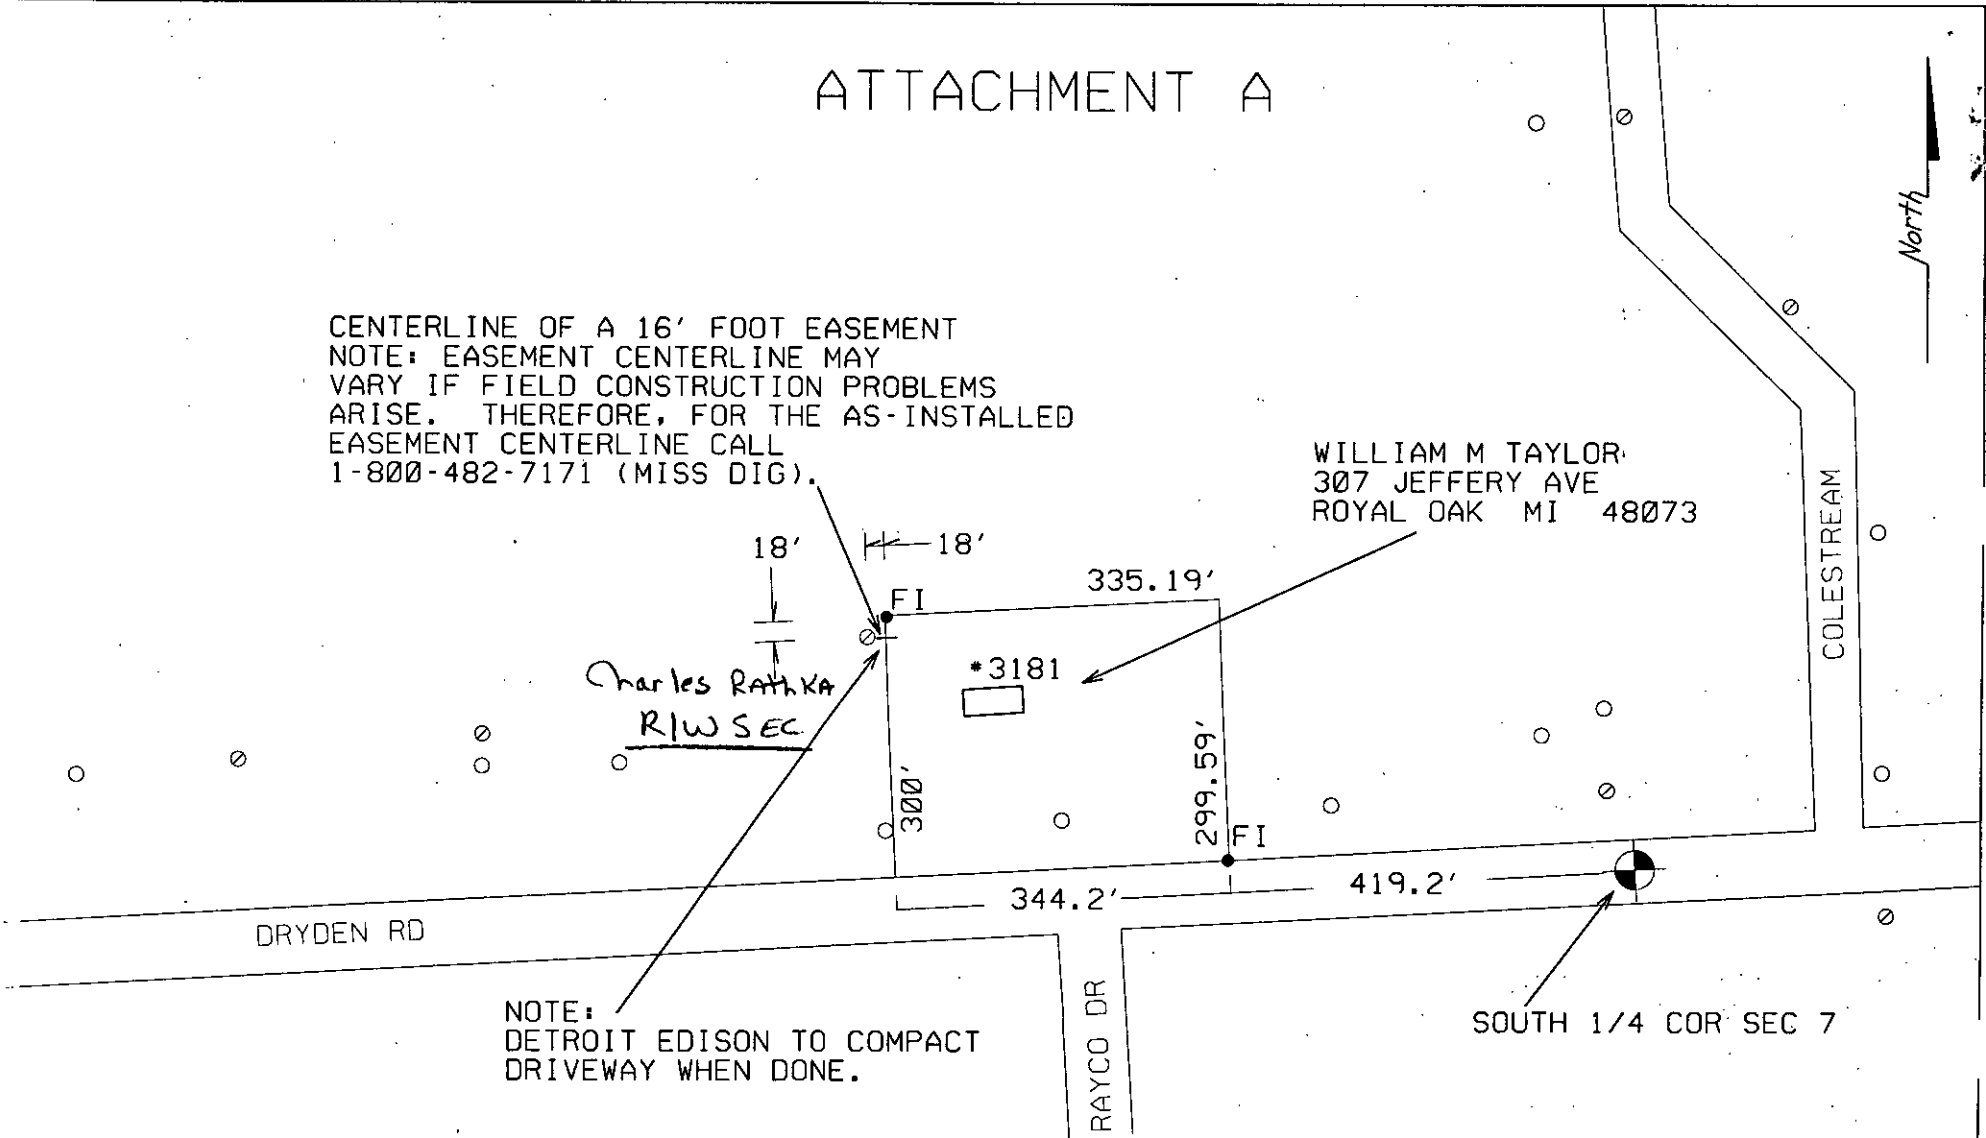 ATTACHMENT A
North
CENTERLINE OF A 16' FOOT EASEMENT
NOTE: EASEMENT CENTERLINE MAY
VARY IF FIELD CONSTRUCTION PROBLEMS
ARISE. THEREFORE, FOR THE AS-INSTALLED
EASEMENT CENTERLINE CALL
1-800-482-7171 (MISS DIG).
WILLIAM M TAYLOR
307 JEFFERY AVE
ROYAL OAK MI 48073
COLESTREAM
18'
18'
335.19'
FI
*3181
Charles RATHKA
R/W SEC
300'
299.59'
FI
344.2'
419.2'
DRYDEN RD
RAYCO DR
SOUTH 1/4 COR SEC 7
NOTE:
DETROIT EDISON TO COMPACT
DRIVEWAY WHEN DONE.